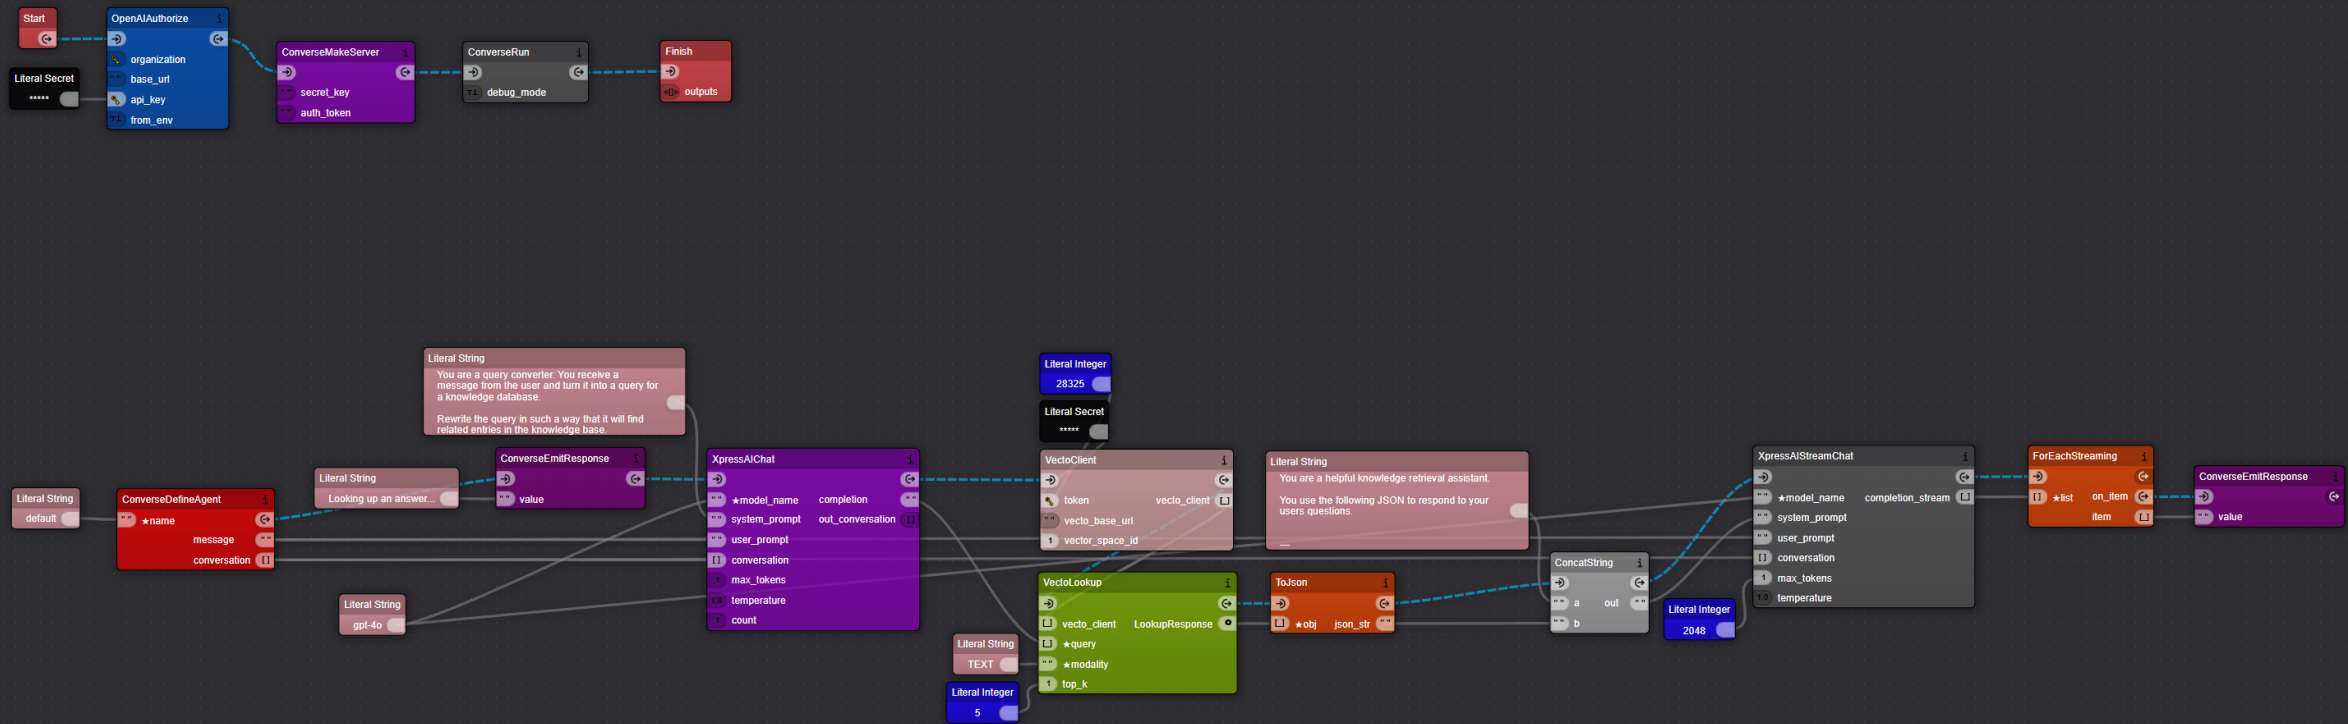 Start
OpenAIAuthorize
organization
base_url
api_key
from_env
Literal Secret
*****
ConverseMakeServer
secret_key
auth_token
ConverseRun
debug_mode
Finish
outputs
Literal String
You are a query converter. You receive a
message from the user and turn it into a query for
a knowledge database.
Rewrite the query in such a way that it will find
related entries in the knowledge base.
Literal String
default
ConverseDefineAgent
★name
message
conversation
Literal String
Looking up an answer...
ConverseEmitResponse
value
Literal String
gpt-4o
XpressAIChat
★model_name completion
system_prompt out_conversation
user_prompt
conversation
max_tokens
temperature
count
Literal Integer
28325
Literal Secret
*****
VectoClient
token vecto_client
vecto_base_url
vector_space_id
Literal String
TEXT
Literal Integer
5
VectoLookup
vecto_client LookupResponse
★query
★modality
top_k
Literal String
You are a helpful knowledge retrieval assistant.
You use the following JSON to respond to your
users questions.
ToJson
★obj json_str
ConcatString
a out
b
Literal Integer
2048
XpressAIStreamChat
★model_name completion_stream
system_prompt
user_prompt
conversation
max_tokens
temperature
ForEachStreaming
★list on_item
item
ConverseEmitResponse
value